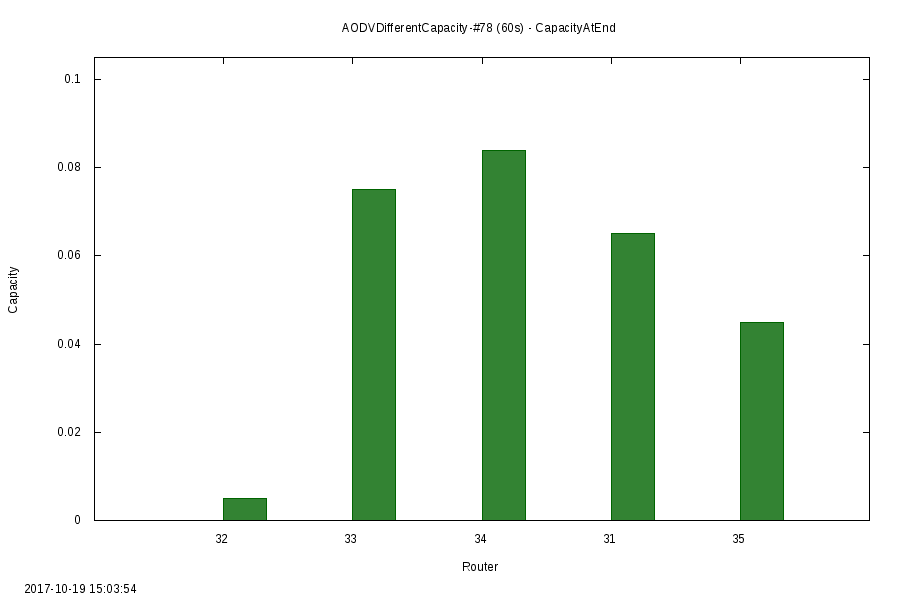 AODVDifferentCapacity-#78 (60s) - CapacityAtEnd
0.1
0.08
0.06
0.04
0.02
0
Capacity
32 33 34 31 35
Router
2017-10-19 15:03:54